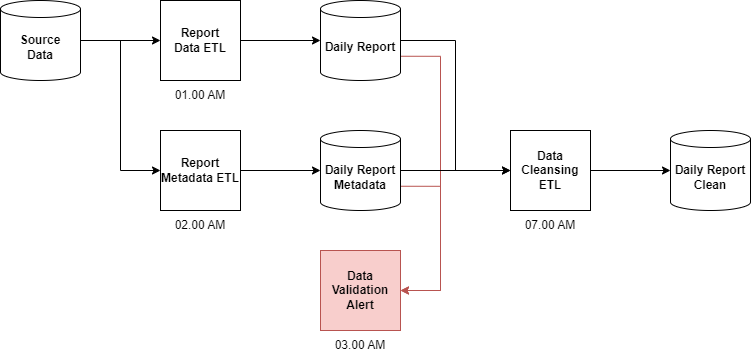 Source
Data
Report
Data ETL
01.00 AM
Daily Report
Report
Metadata ETL
02.00 AM
Daily Report
Metadata
Data
Cleansing
ETL
07.00 AM
Daily Report
Clean
Data
Validation
Alert
03.00 AM